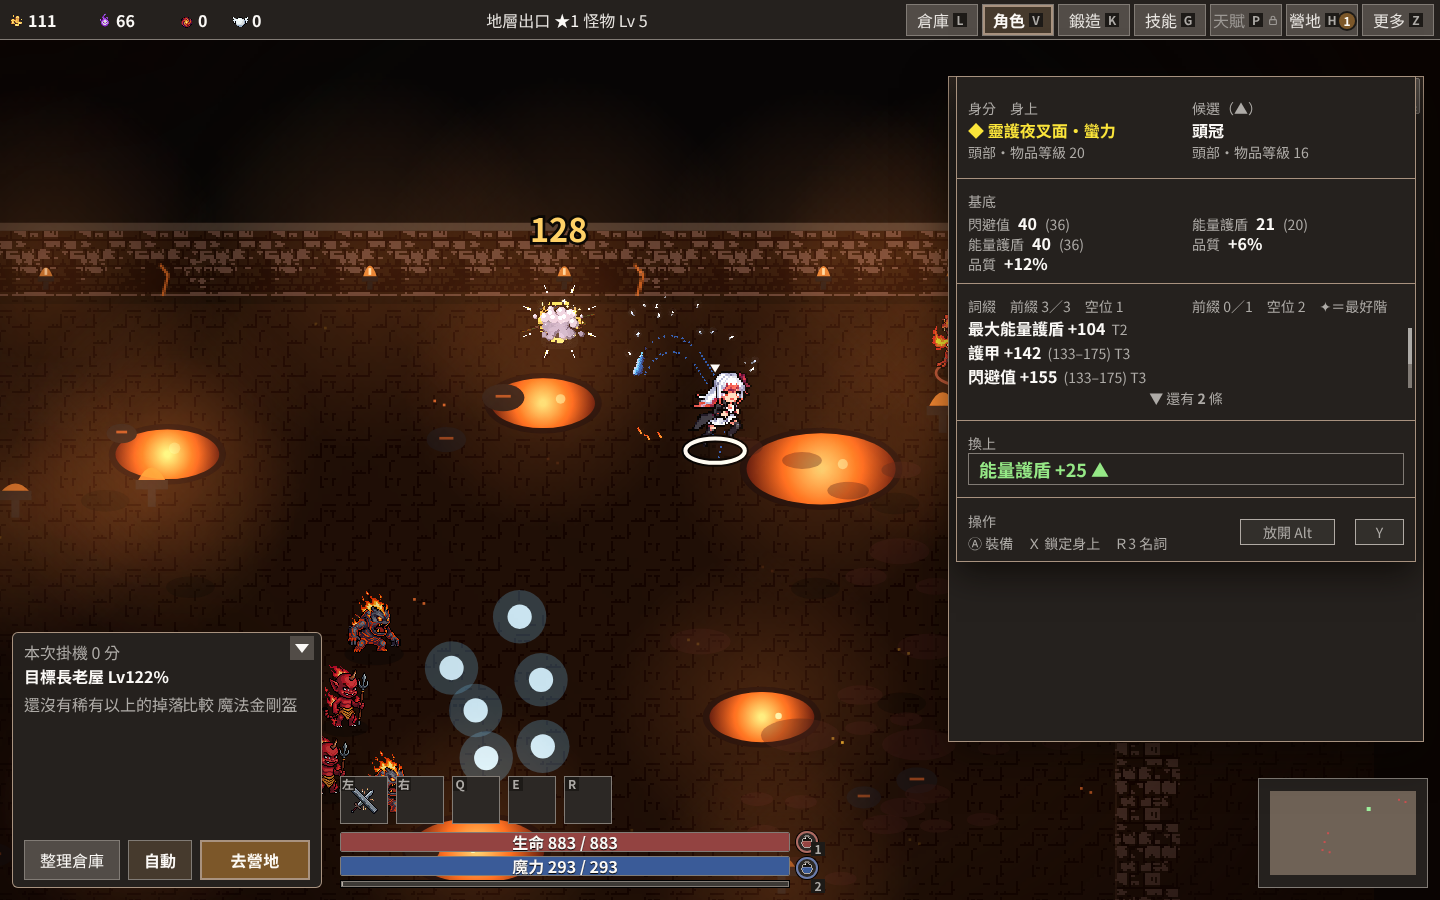 111 66 0 0 地層出口 ★1 怪物 Lv 5 倉庫 L 角色 V 鍛造 K 技能 G 天賦 P 營地 H 1 更多 Z
身分 身上 候選（▲）
◆ 靈護夜叉面・蠻力 頭冠
頭部・物品等級 20 頭部・物品等級 16
基底
閃避值 40 (36) 能量護盾 21 (20)
能量護盾 40 (36) 品質 +6%
品質 +12%
詞綴 前綴 3／3 空位 1 前綴 0／1 空位 2 ✦＝最好階
最大能量護盾 +104 T2
護甲 +142 (133–175) T3
閃避值 +155 (133–175) T3
▼ 還有 2 條
換上
能量護盾 +25 ▲
操作
Ⓐ 裝備 X 鎖定身上 R3 名詞 放開 Alt Y
128
本次掛機 0 分
目標長老屋 Lv122%
還沒有稀有以上的掉落比較 魔法金剛盔
整理倉庫 自動 去營地
左 右 Q E R
生命 883 / 883 1
魔力 293 / 293 2